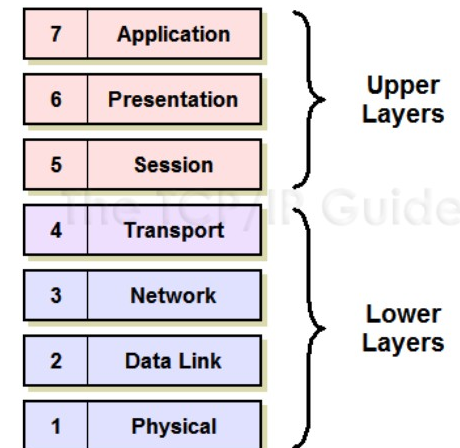 7 Application
6 Presentation
5 Session
Upper
Layers
The TCP/IP Guide
4 Transport
3 Network
2 Data Link
1 Physical
Lower
Layers